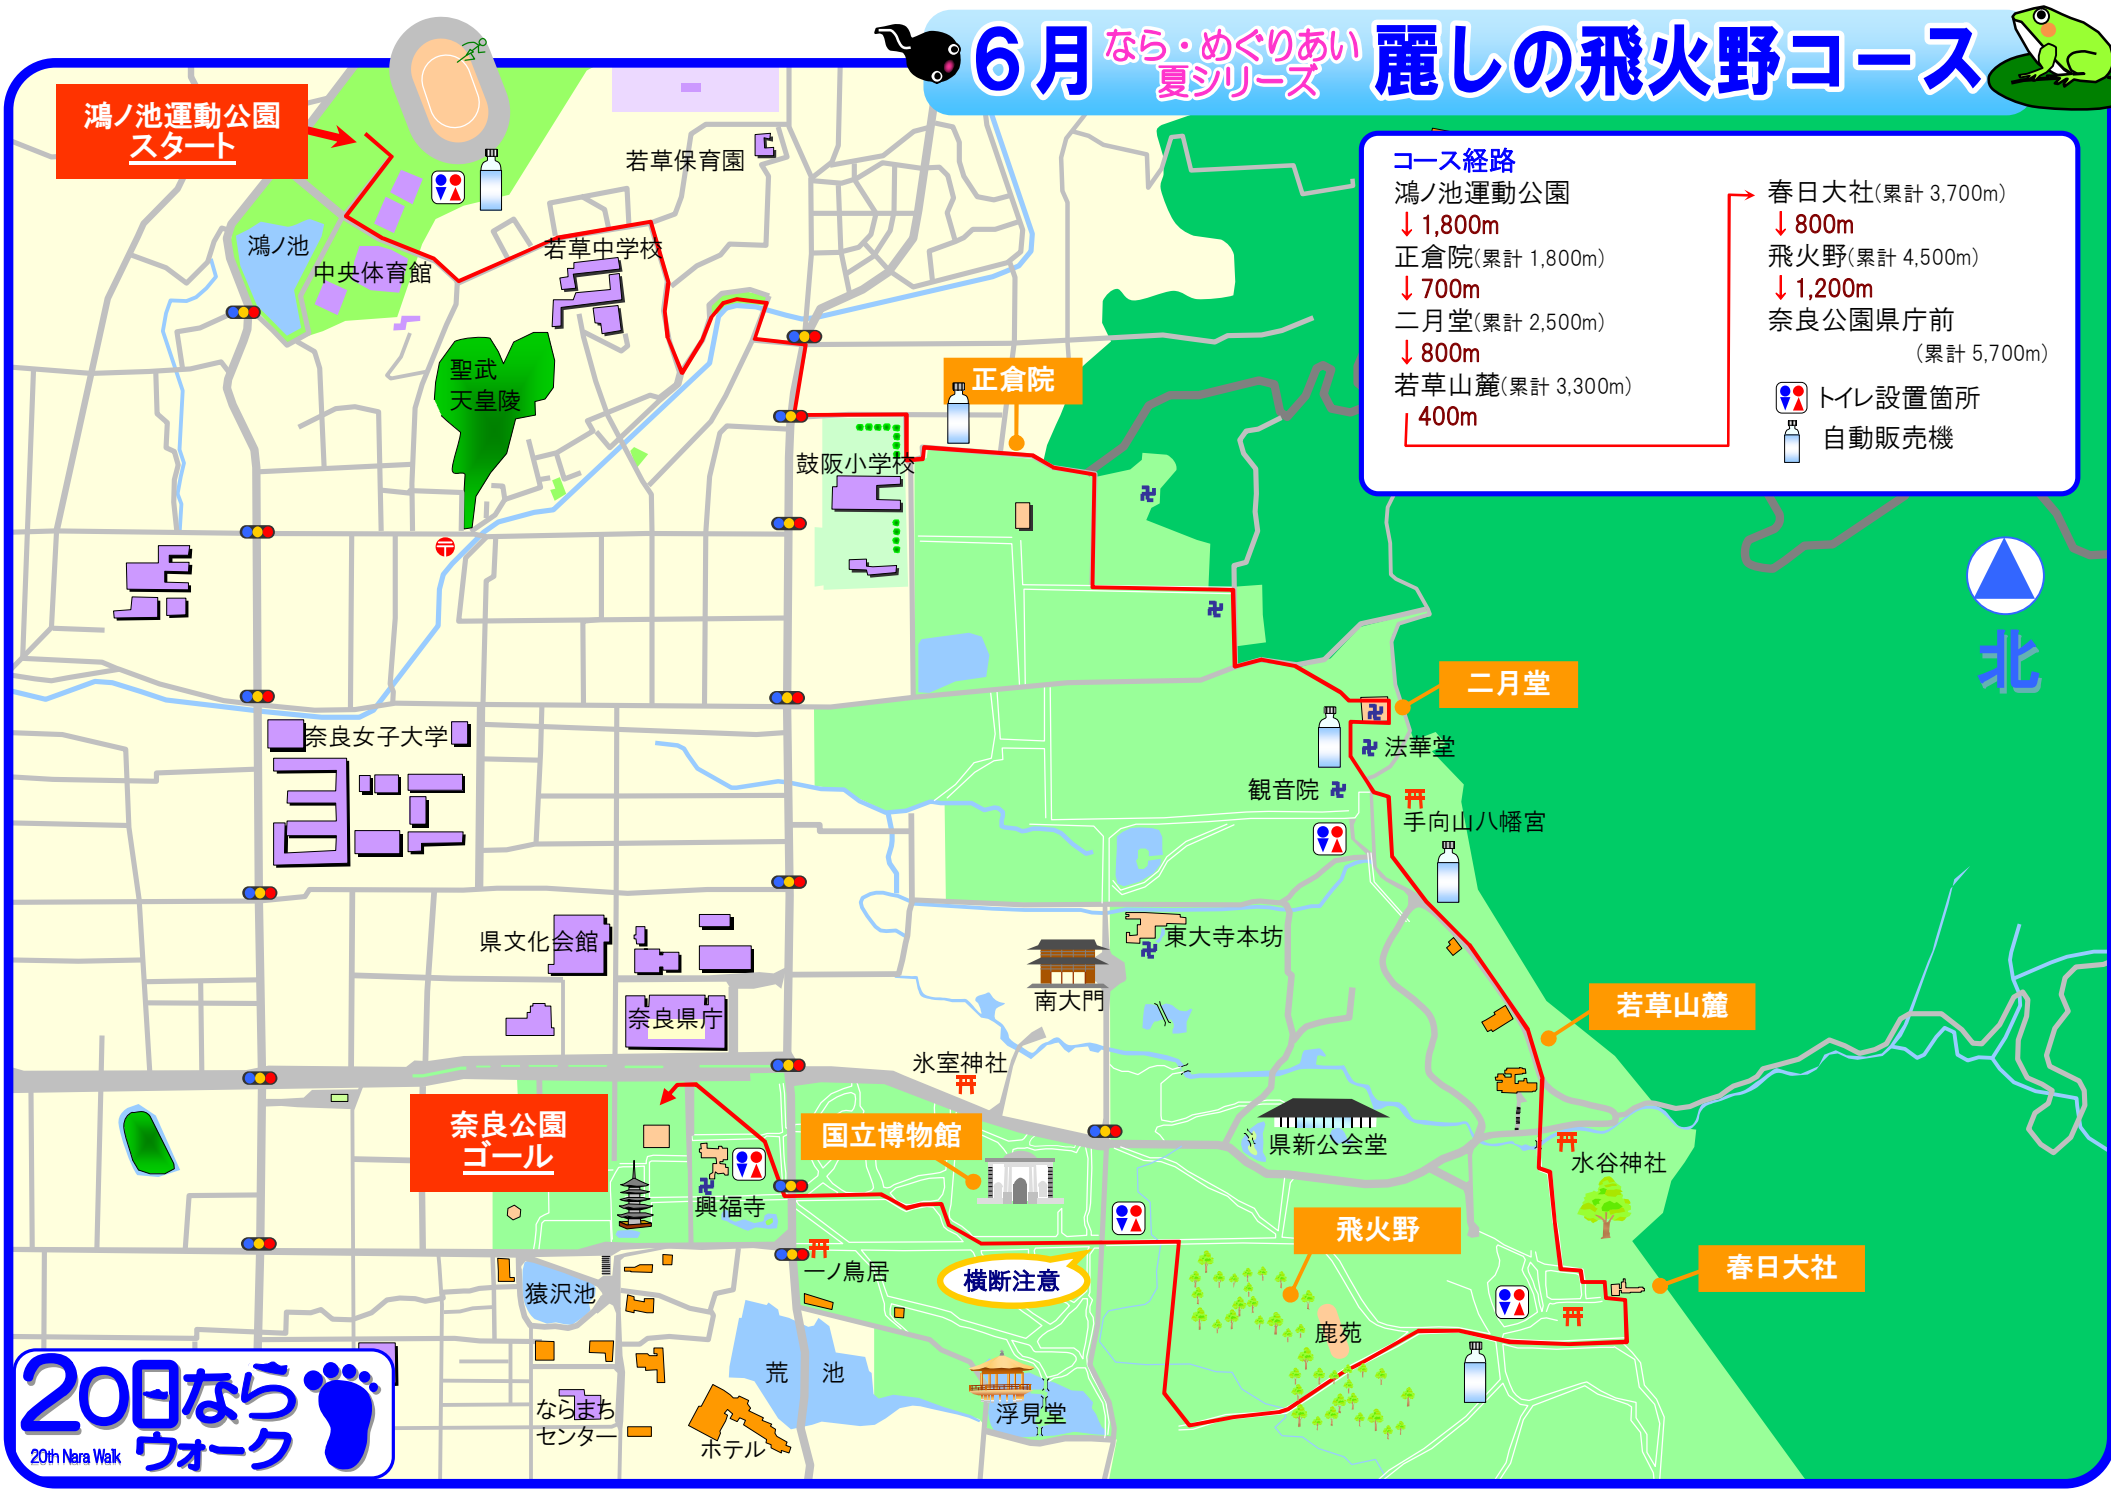 6月
なら・めぐりあい
夏シリーズ
麗しの飛火野コース
鴻ノ池運動公園
スタート
コース経路
鴻ノ池運動公園
↓1,800m
正倉院(累計 1,800m)
↓700m
二月堂(累計 2,500m)
↓800m
若草山麓(累計 3,300m)
400m
春日大社(累計 3,700m)
↓800m
飛火野(累計 4,500m)
↓1,200m
奈良公園県庁前
(累計 5,700m)
トイレ設置箇所
自動販売機
若草保育園
鴻ノ池
中央体育館
若草中学校
聖武
天皇陵
正倉院
鼓阪小学校
北
二月堂
奈良女子大学
法華堂
観音院
手向山八幡宮
県文化会館
東大寺本坊
南大門
奈良県庁
若草山麓
氷室神社
奈良公園
ゴール
国立博物館
県新公会堂
水谷神社
興福寺
飛火野
春日大社
一ノ鳥居
横断注意
猿沢池
鹿苑
荒 池
浮見堂
ならまち
センター
ホテル
20日なら
ウォーク
20th Nara Walk